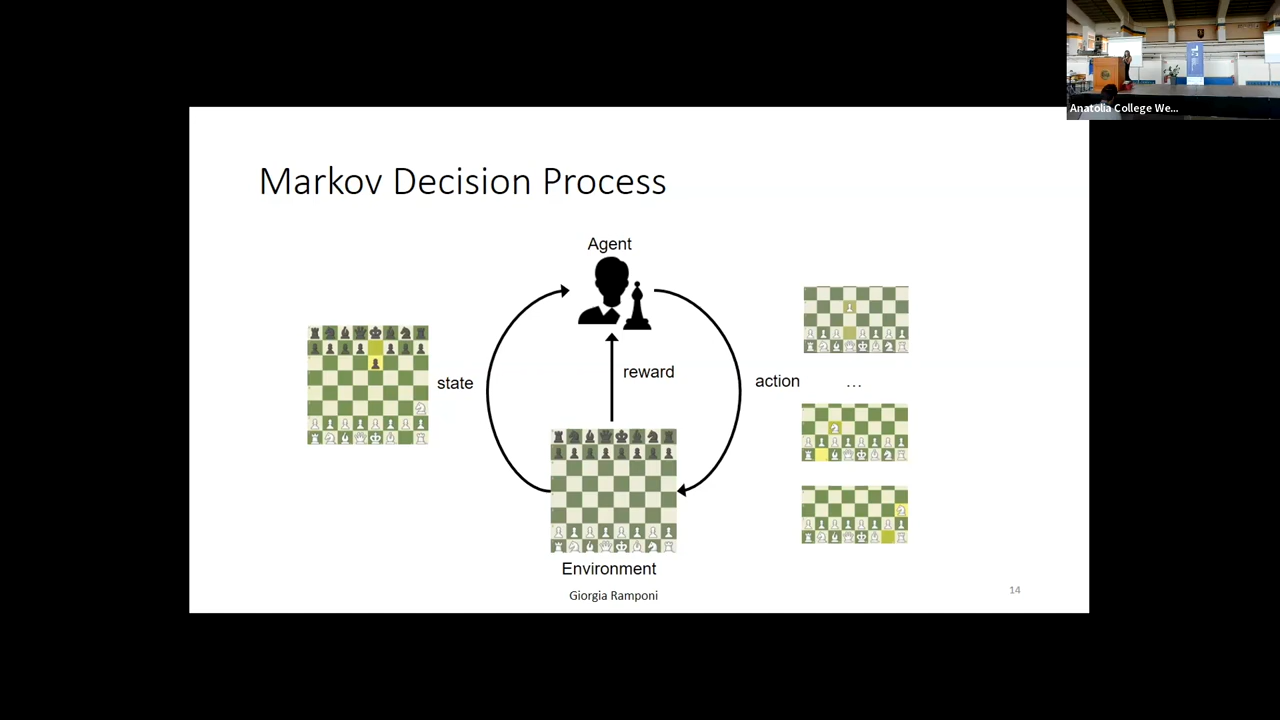 Anatolia College We...
Markov Decision Process
Agent
state
reward
action
...
Environment
Giorgia Ramponi
14